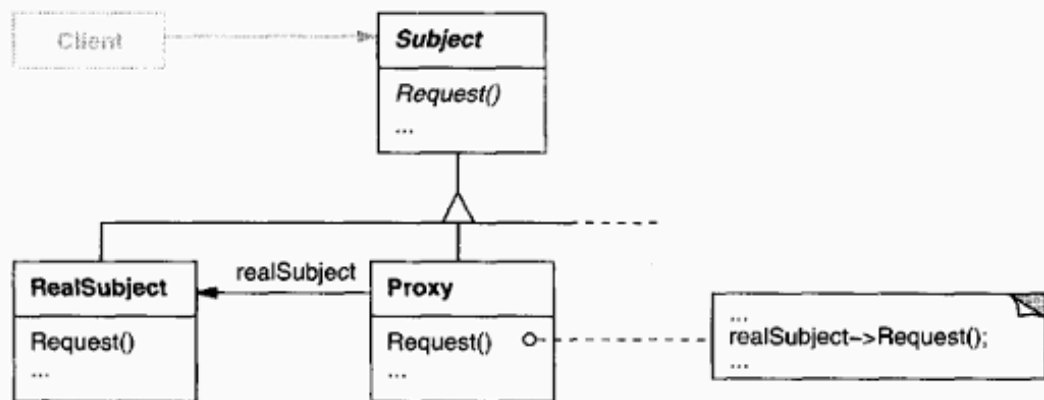 Client
Subject
Request()
...
realSubject
RealSubject
Request()
...
Proxy
Request()
...
...
realSubject->Request();
...